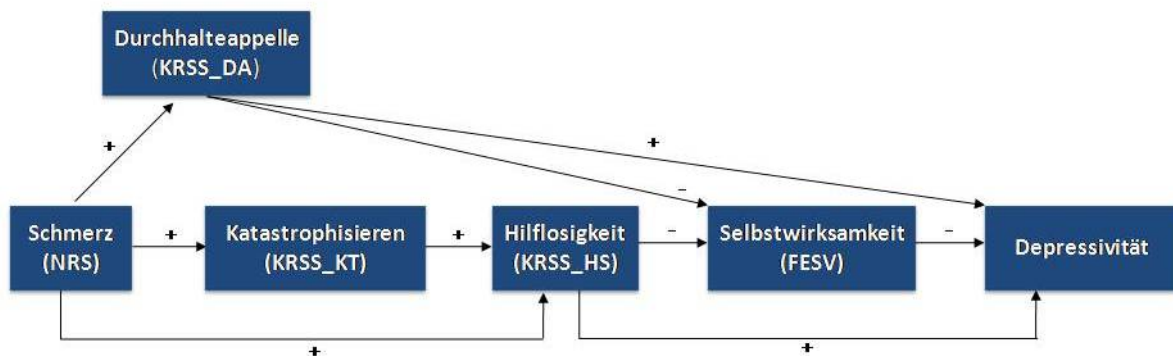 Durchhalteappelle
(KRSS_DA)
+
+
−
Schmerz
(NRS)
+
Katastrophisieren
(KRSS_KT)
+
Hilflosigkeit
(KRSS_HS)
−
Selbstwirksamkeit
(FESV)
−
Depressivität
+
+